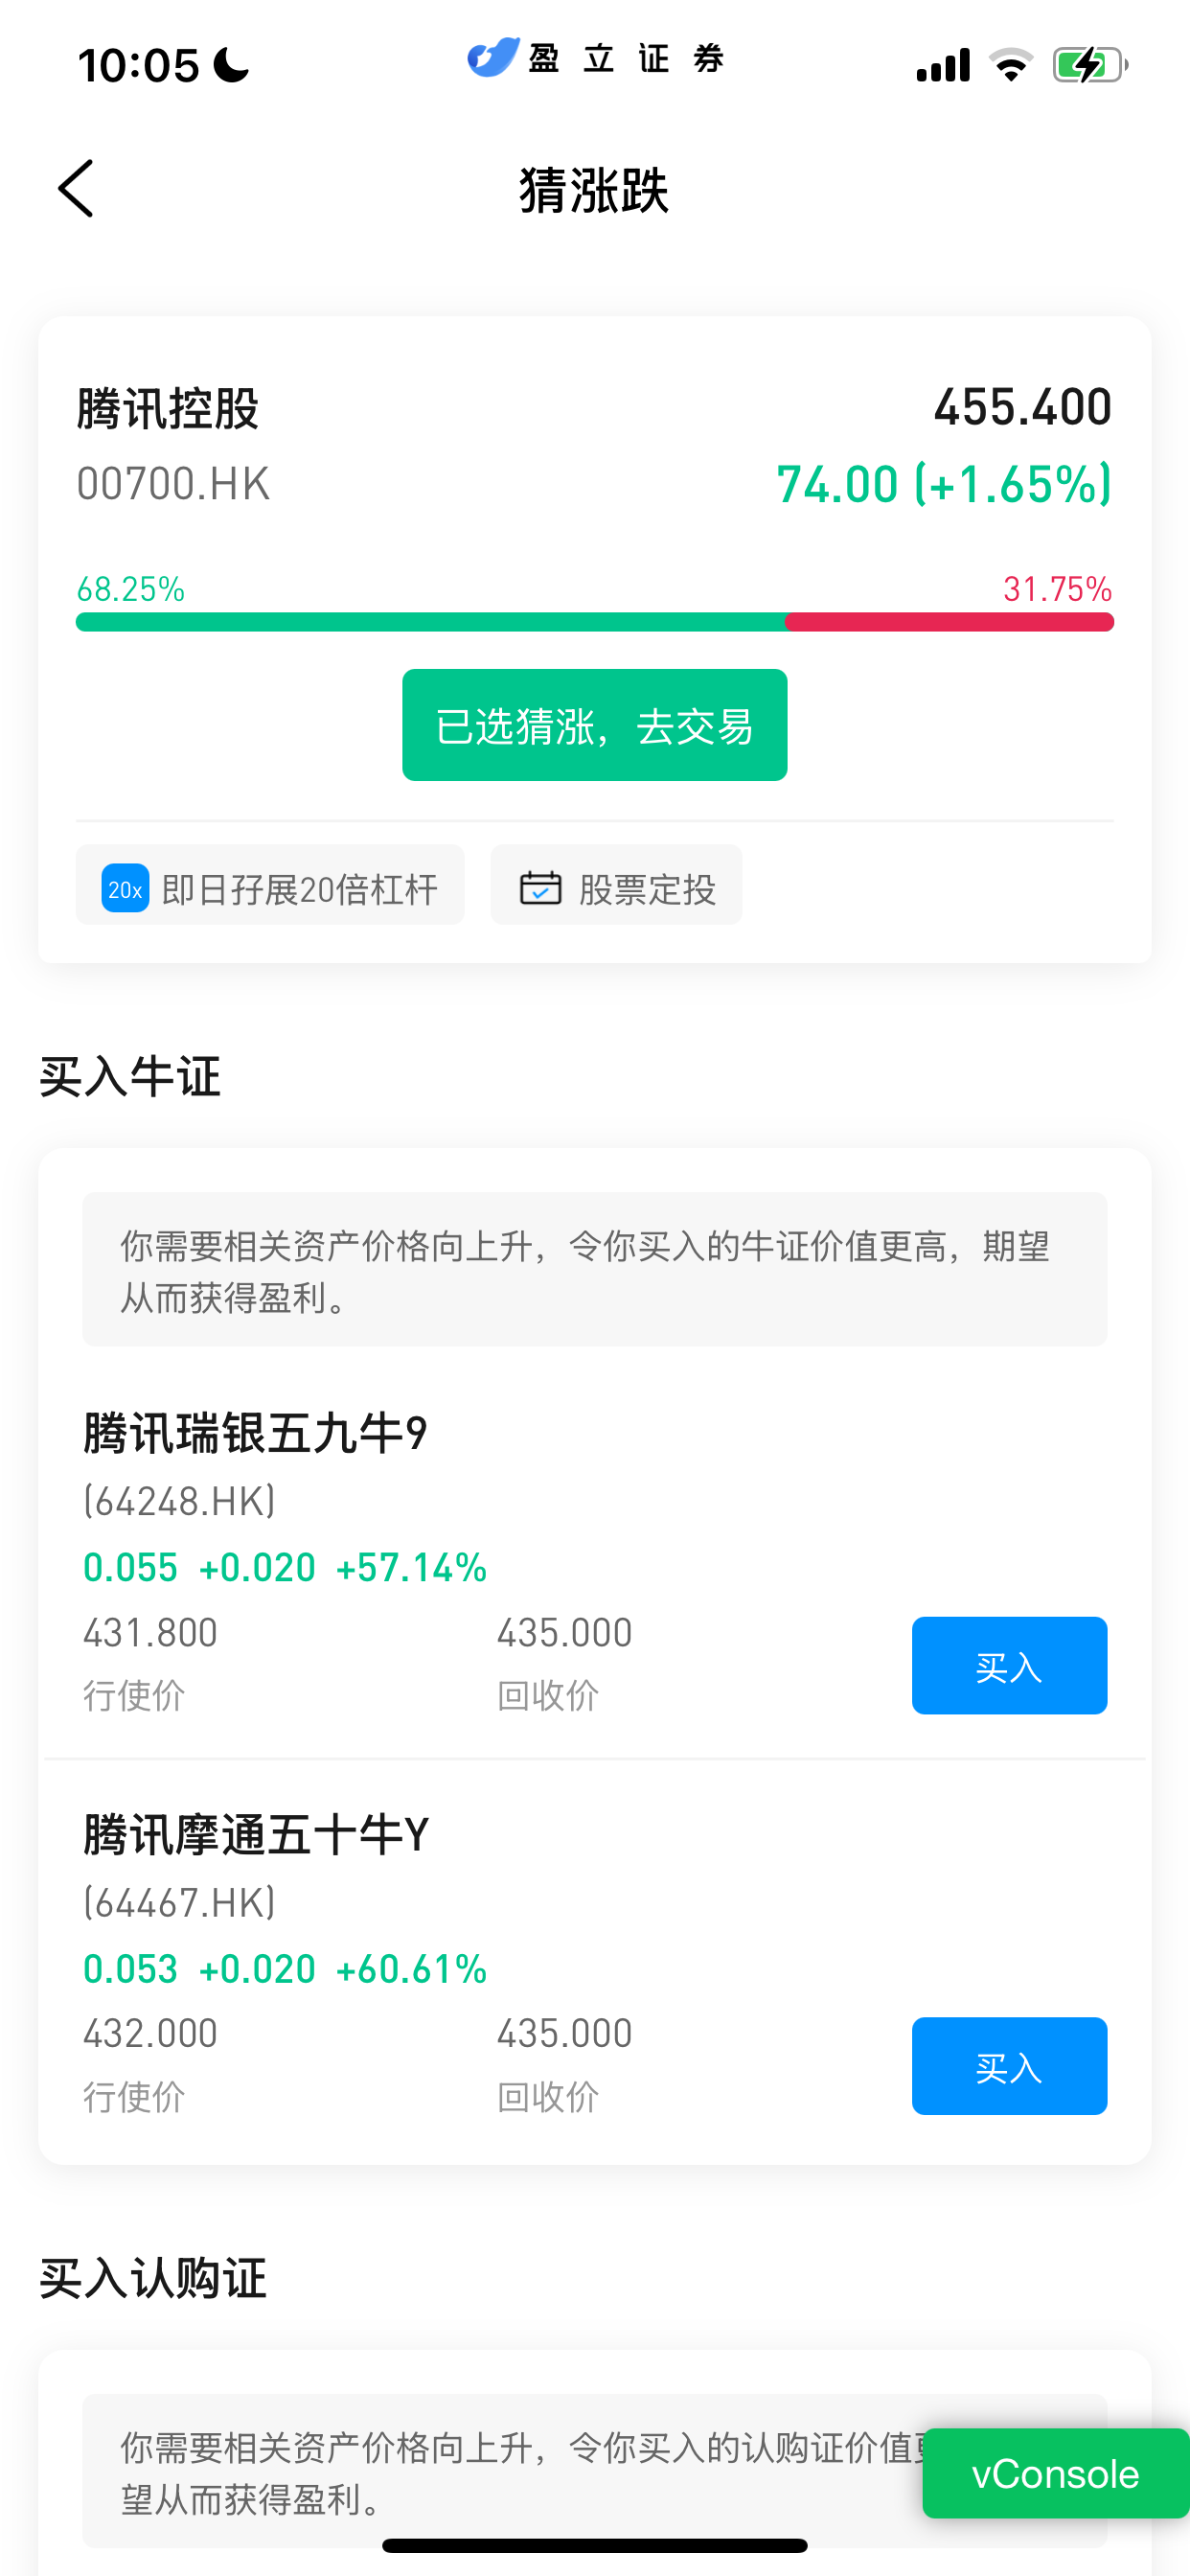 10:05
盈立证券
猜涨跌
腾讯控股
455.400
00700.HK
74.00 (+1.65%)
68.25%
31.75%
已选猜涨，去交易
20x 即日孖展20倍杠杆
股票定投
买入牛证
你需要相关资产价格向上升，令你买入的牛证价值更高，期望
从而获得盈利。
腾讯瑞银五九牛9
(64248.HK)
0.055 +0.020 +57.14%
431.800
435.000
行使价
回收价
买入
腾讯摩通五十牛Y
(64467.HK)
0.053 +0.020 +60.61%
432.000
435.000
行使价
回收价
买入
买入认购证
你需要相关资产价格向上升，令你买入的认购证价值
望从而获得盈利。
vConsole